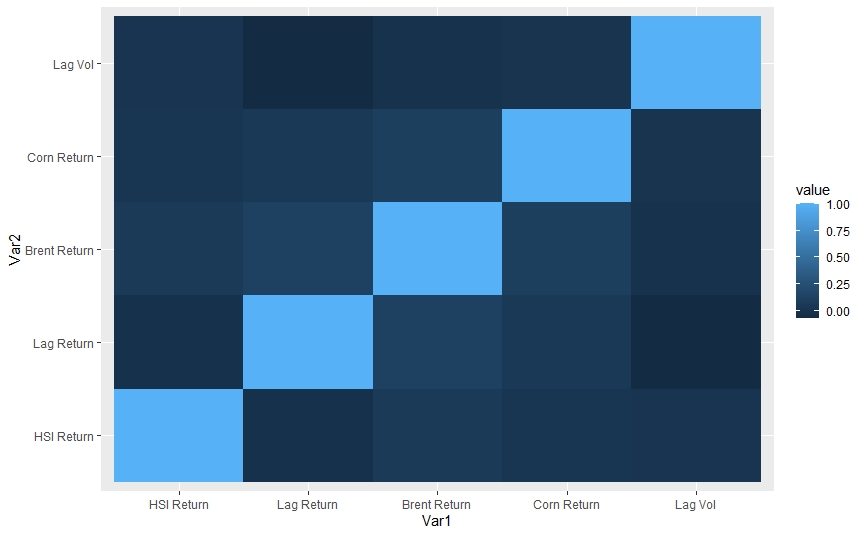 Lag Vol
Corn Return
Brent Return
Lag Return
HSI Return
Var2
HSI Return
Lag Return
Brent Return
Corn Return
Lag Vol
Var1
value
1.00
0.75
0.50
0.25
0.00